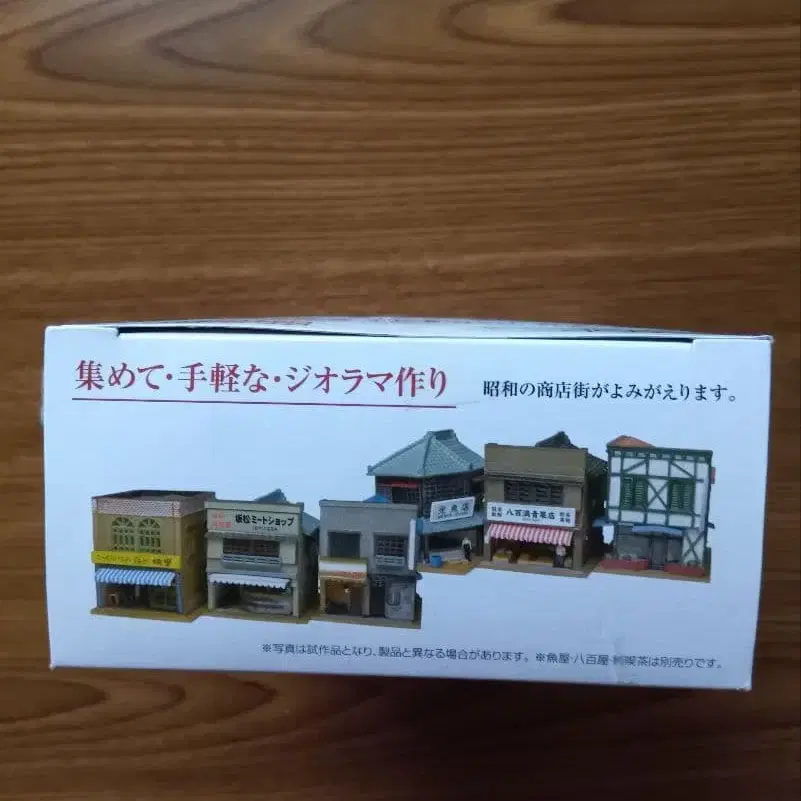 集めて・手軽な・ジオラマ作り
昭和の商店街がよみがえります。
坂松ミートショップ
八百浜青果店
※写真は試作品となり、製品と異なる場合があります。※魚屋・八百屋・純喫茶は別売りです。